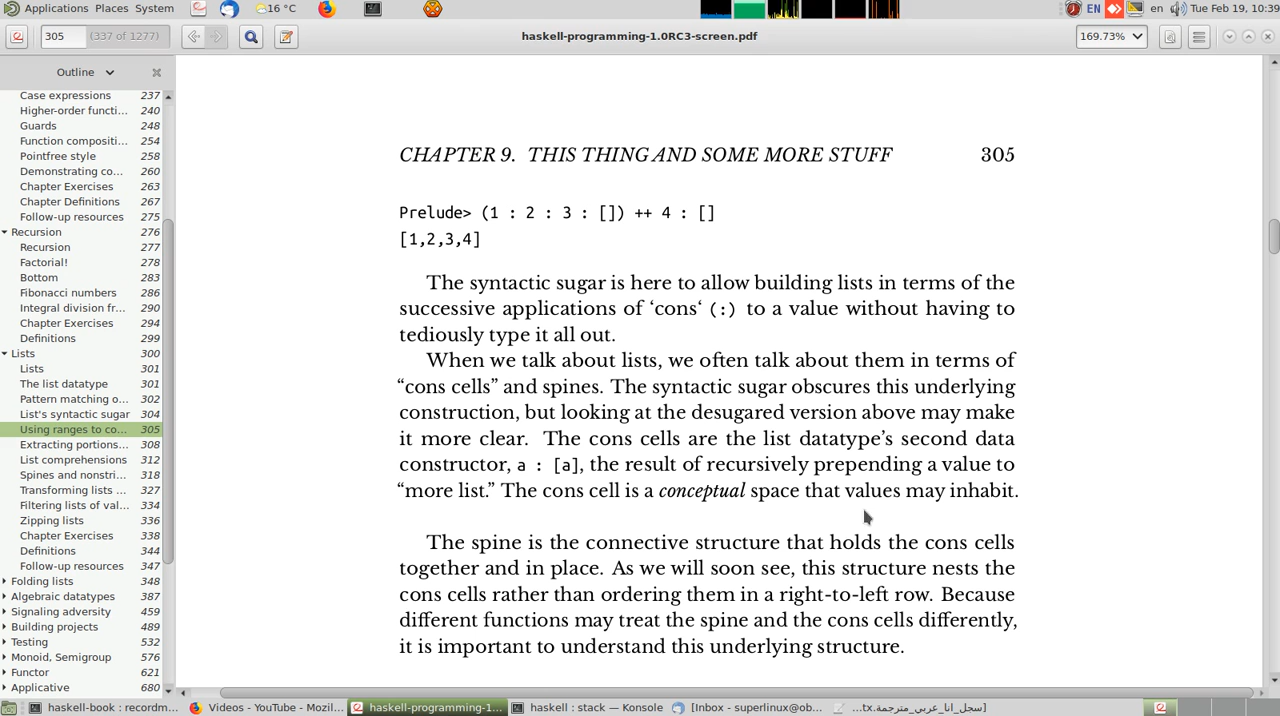 Applications Places System 16 °C EN en Tue Feb 19, 10:39
305 (337 of 1277) haskell-programming-1.0RC3-screen.pdf 169.73%
Outline
Case expressions 237
Higher-order functi... 240
Guards 248
Function compositi... 254
Pointfree style 258
Demonstrating co... 260
Chapter Exercises 263
Chapter Definitions 272
Follow-up resources 275
Recursion 276
Recursion 277
Factorial! 278
Bottom 283
Fibonacci numbers 286
Integral division fr... 290
Chapter Exercises 294
Definitions 299
Lists 300
Lists 301
The list datatype 301
Pattern matching o... 302
List's syntactic sugar 304
Using ranges to co... 305
Extracting portions... 308
List comprehensions 312
Spines and nonstri... 318
Transforming lists ... 327
Filtering lists of val... 333
Zipping lists 336
Chapter Exercises 338
Definitions 344
Follow-up resources 347
Folding lists 348
Algebraic datatypes 387
Signaling adversity 459
Building projects 489
Testing 532
Monoid, Semigroup 576
Functor 621
Applicative 680
CHAPTER 9. THIS THING AND SOME MORE STUFF 305
Prelude> (1 : 2 : 3 : []) ++ 4 : []
[1,2,3,4]
The syntactic sugar is here to allow building lists in terms of the
successive applications of ‘cons‘ (:) to a value without having to
tediously type it all out.
When we talk about lists, we often talk about them in terms of
“cons cells” and spines. The syntactic sugar obscures this underlying
construction, but looking at the desugared version above may make
it more clear. The cons cells are the list datatype’s second data
constructor, a : [a], the result of recursively prepending a value to
“more list.” The cons cell is a conceptual space that values may inhabit.
The spine is the connective structure that holds the cons cells
together and in place. As we will soon see, this structure nests the
cons cells rather than ordering them in a right-to-left row. Because
different functions may treat the spine and the cons cells differently,
it is important to understand this underlying structure.
haskell-book : recordm... Videos - YouTube - Mozil... haskell-programming-1.... haskell : stack — Konsole [Inbox - superlinux@ob... ...سجل_انا_عربي_مترجمة.tx]